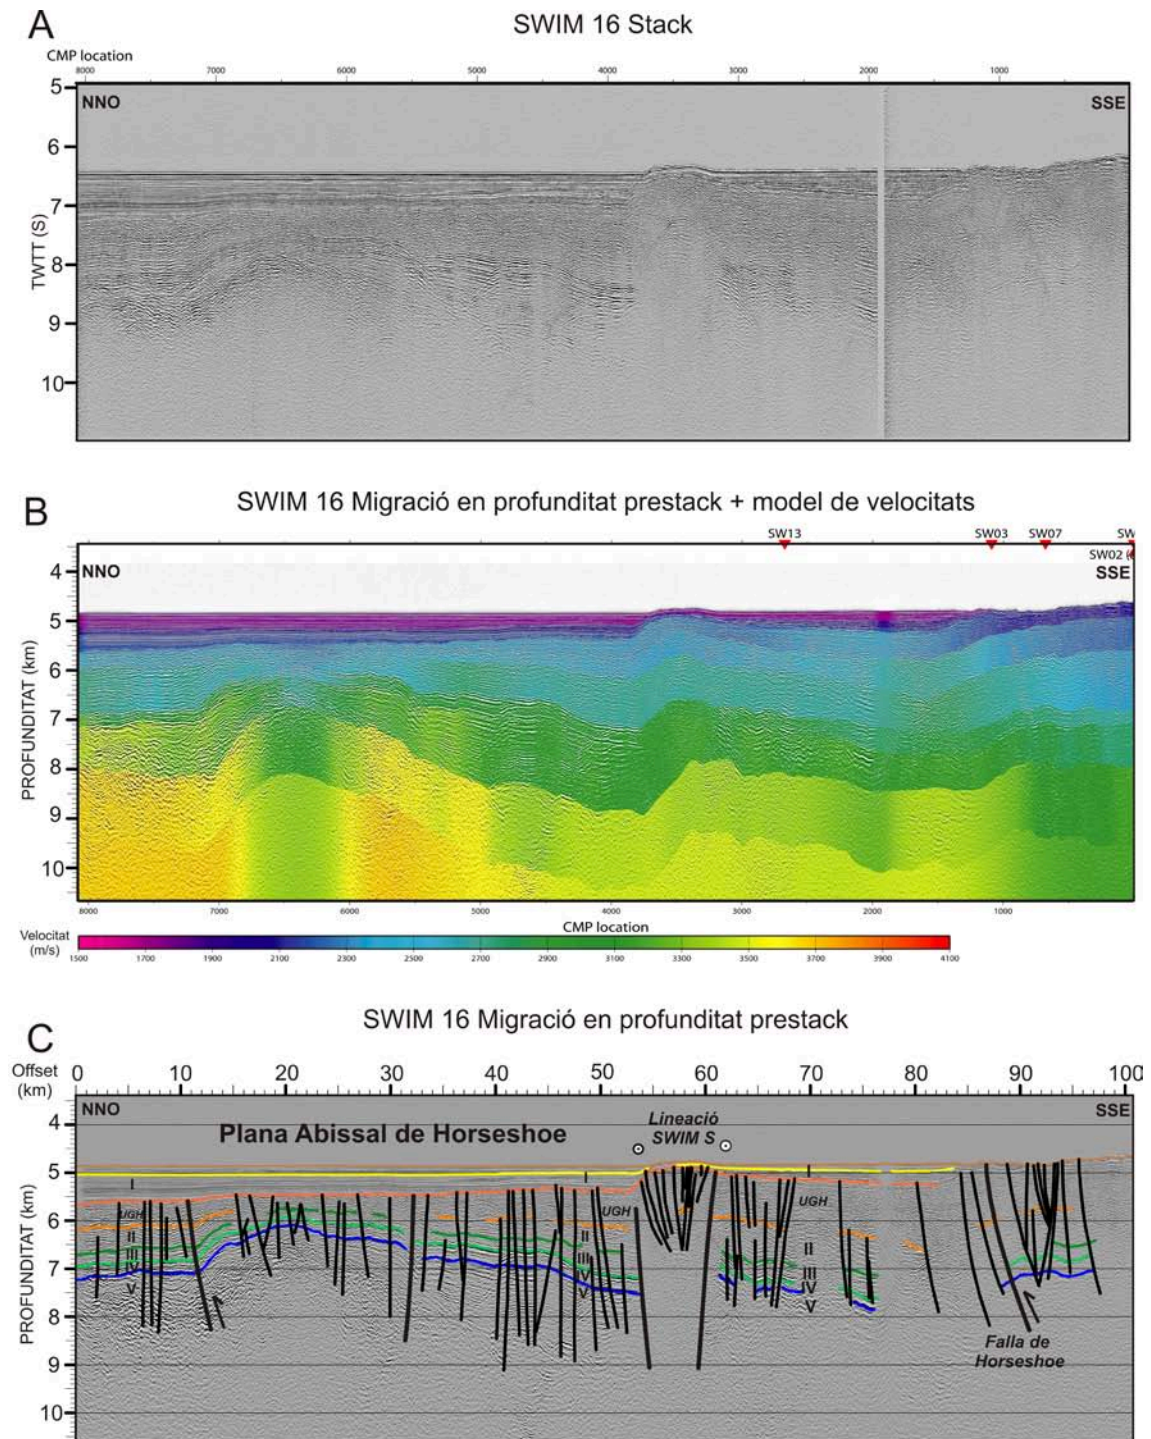 A
SWIM 16 Stack
CMP location
8000 7000 6000 5000 4000 3000 2000 1000
NNO SSE
5
6
7
8
9
10
TWTT (S)
B
SWIM 16 Migració en profunditat prestack + model de velocitats
SW13 SW03 SW07 SW
SW02 (
NNO SSE
4
5
6
7
8
9
10
PROFUNDITAT (km)
8000 7000 6000 5000 4000 3000 2000 1000
CMP location
Velocitat
(m/s)
1500 1700 1900 2100 2300 2500 2700 2900 3100 3300 3500 3700 3900 4100
C
SWIM 16 Migració en profunditat prestack
Offset
(km)
0 10 20 30 40 50 60 70 80 90 100
NNO SSE
Plana Abissal de Horseshoe
Lineació
SWIM S
4
5
6
7
8
9
10
PROFUNDITAT (km)
I I I
UGH UGH UGH
II II II
III III III
IV IV IV
V V V
Falla de
Horseshoe